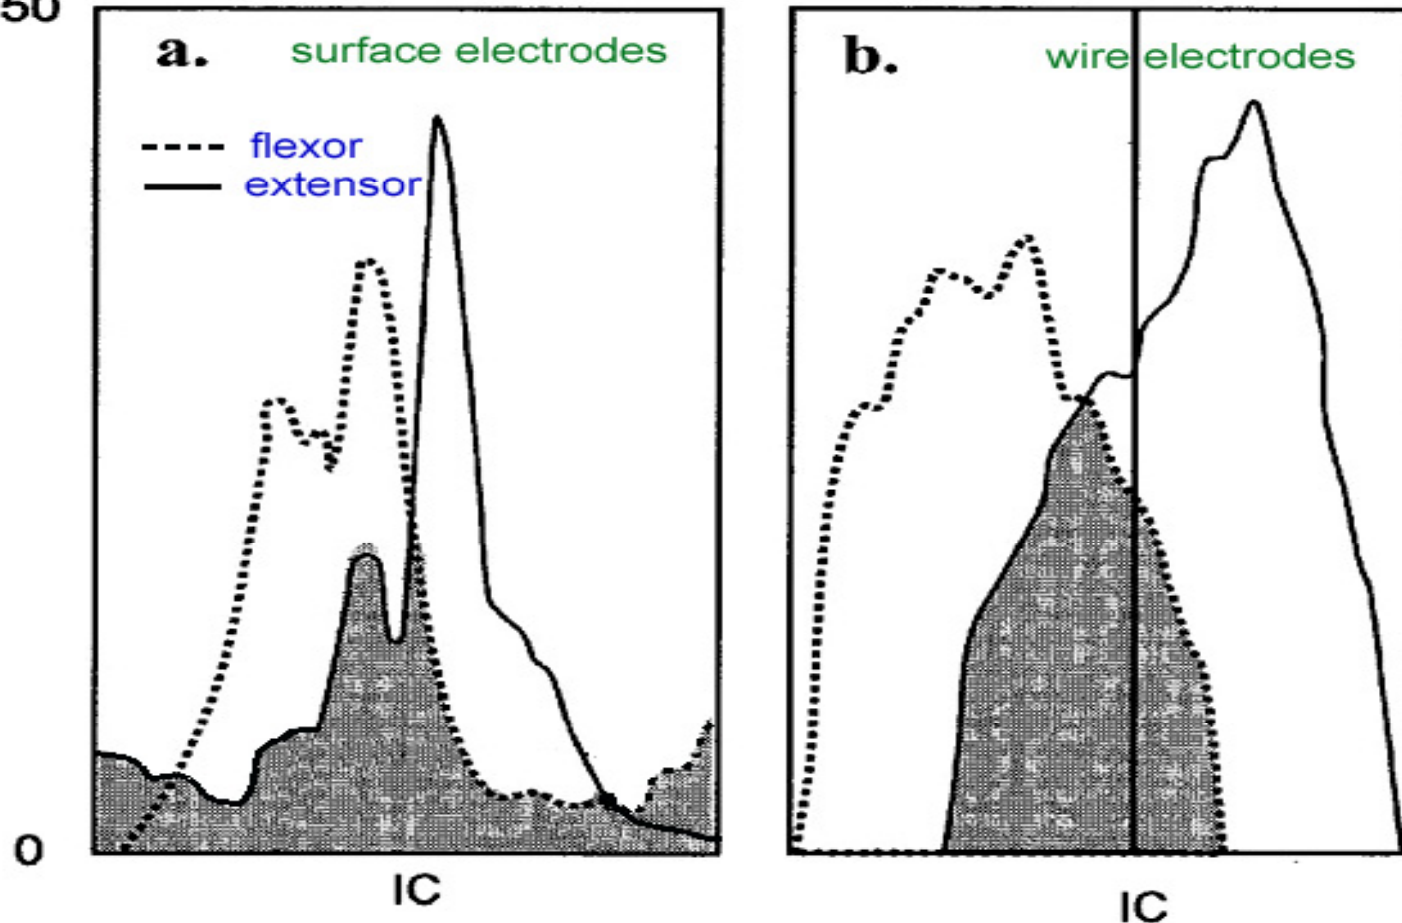 50
a. surface electrodes
flexor
extensor
0
IC
b. wire electrodes
IC